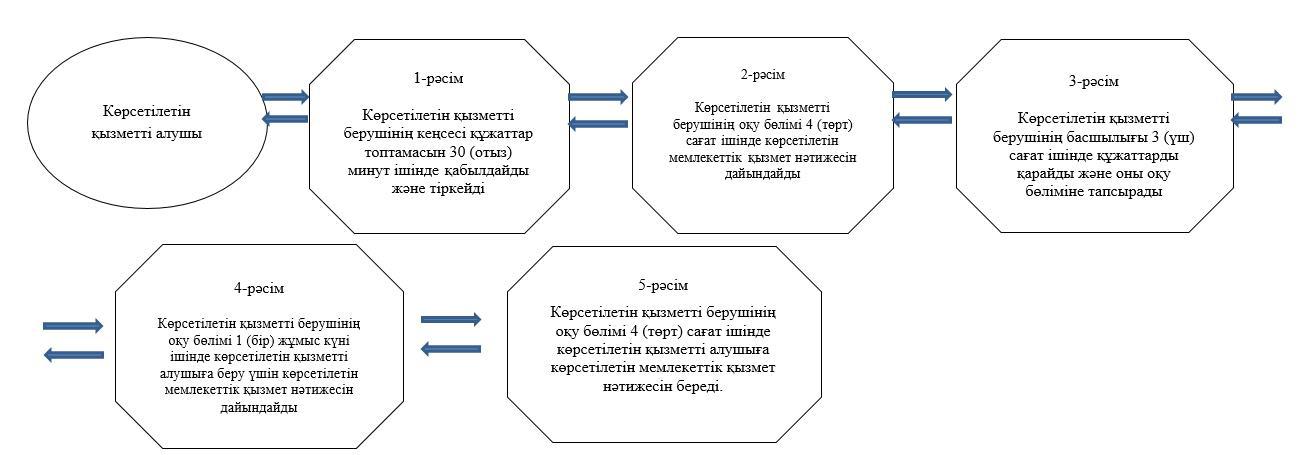 Көрсетілетін
қызметті алушы
1-рәсім
Көрсетілетін қызметті
берушінің кеңсесі құжаттар
топтамасын 30 (отыз)
минут ішінде қабылдайды
және тіркейді
2-рәсім
Көрсетілетін қызметті
берушінің оқу бөлімі 4 (төрт)
сағат ішінде көрсетілетін
мемлекеттік қызмет нәтижесін
дайындайды
3-рәсім
Көрсетілетін қызметті
берушінің басшылығы 3 (үш)
сағат ішінде құжаттарды
қарайды және оны оқу
бөліміне тапсырады
4-рәсім
Көрсетілетін қызметті берушінің
оқу бөлімі 1 (бір) жұмыс күні
ішінде көрсетілетін қызметті
алушыға беру үшін көрсетілетін
мемлекеттік қызмет нәтижесін
дайындайды
5-рәсім
Көрсетілетін қызметті берушінің
оқу бөлімі 4 (төрт) сағат ішінде
көрсетілетін қызметті алушыға
көрсетілетін мемлекеттік қызмет
нәтижесін береді.